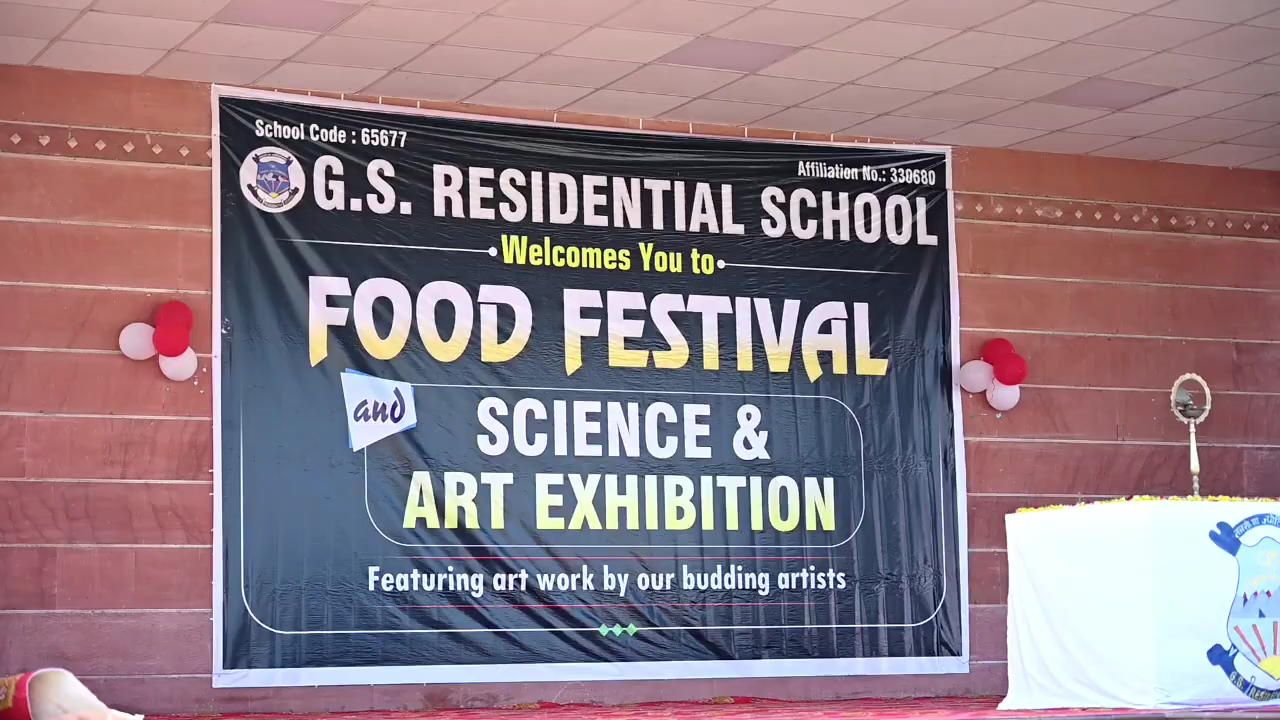 School Code : 65677
Affiliation No.: 330680
G.S. RESIDENTIAL SCHOOL
Welcomes You to
FOOD FESTIVAL
and
SCIENCE &
ART EXHIBITION
Featuring art work by our budding artists
G.S.